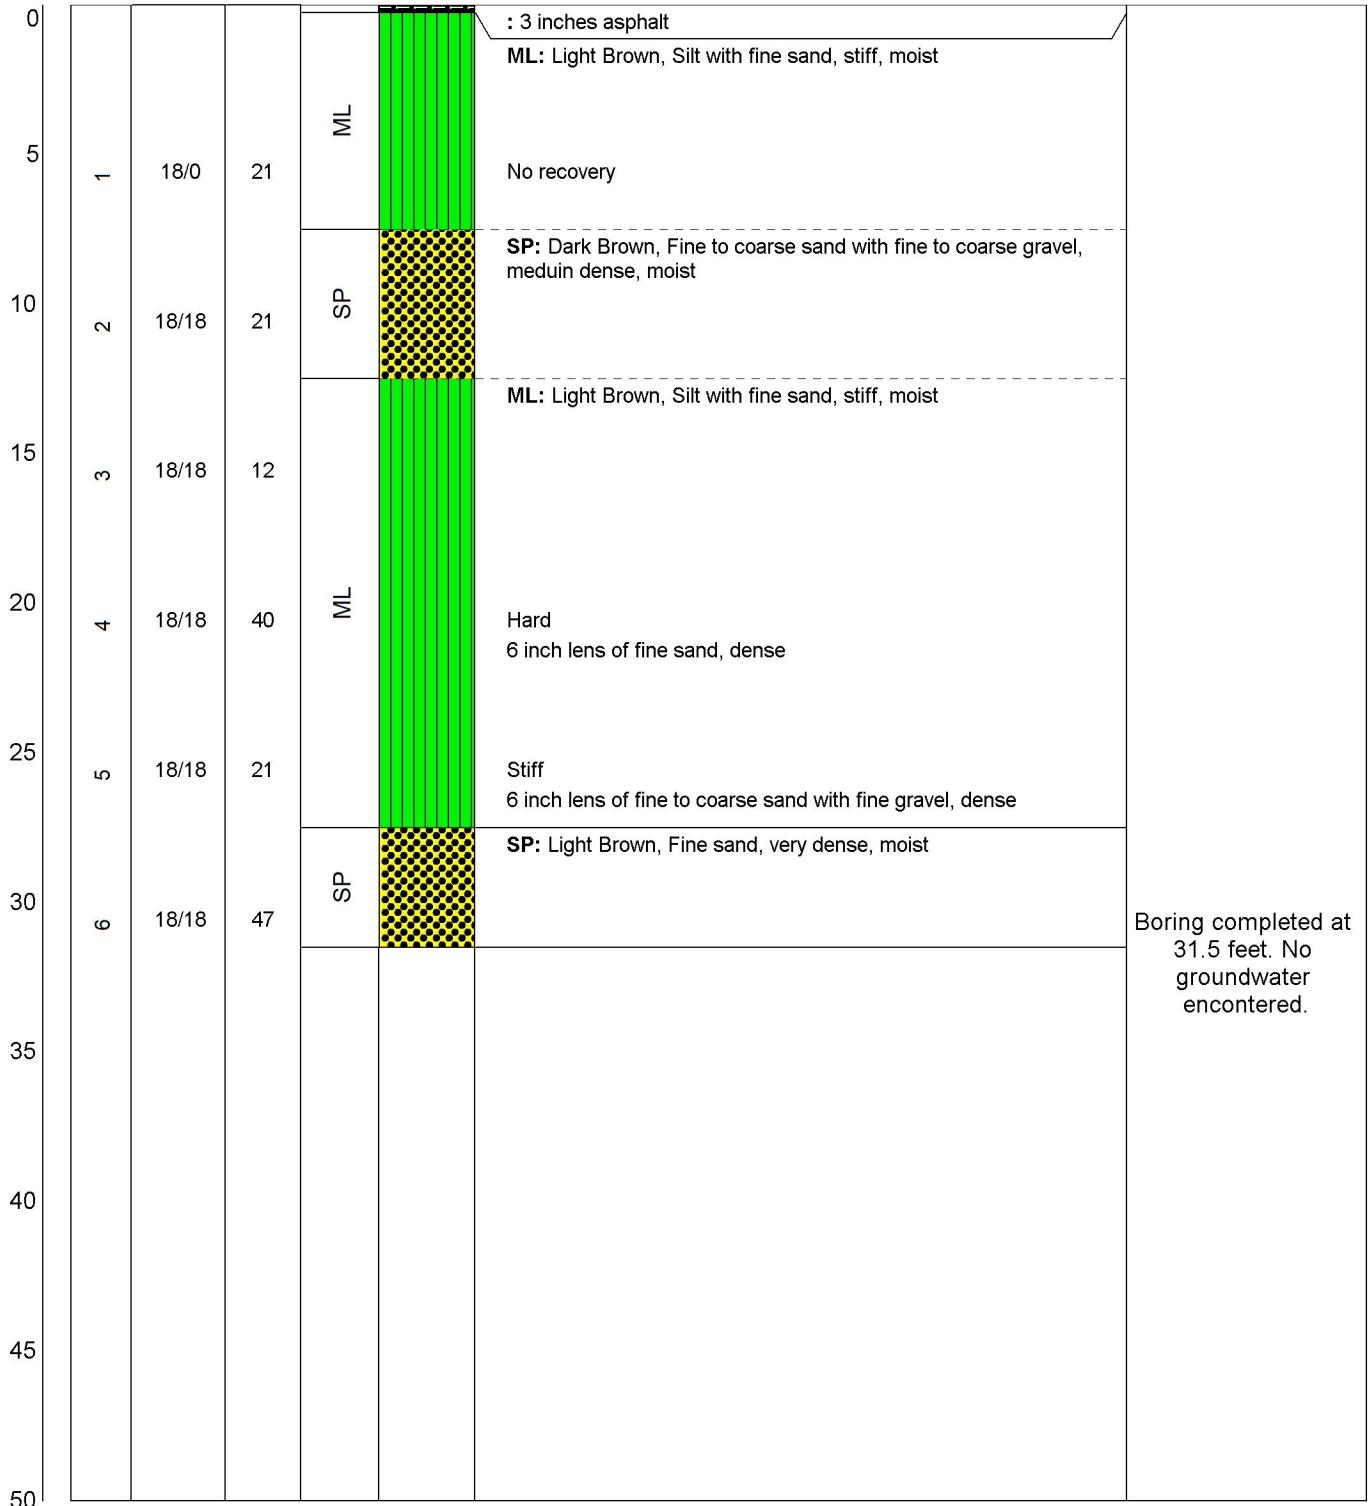 0
: 3 inches asphalt
ML: Light Brown, Silt with fine sand, stiff, moist
ML
5
1 18/0 21 No recovery
SP: Dark Brown, Fine to coarse sand with fine to coarse gravel,
meduin dense, moist
SP
10
2 18/18 21
ML: Light Brown, Silt with fine sand, stiff, moist
15
3 18/18 12
ML
20
4 18/18 40 Hard
6 inch lens of fine sand, dense
25
5 18/18 21 Stiff
6 inch lens of fine to coarse sand with fine gravel, dense
SP: Light Brown, Fine sand, very dense, moist
SP
30
6 18/18 47
Boring completed at
31.5 feet. No
groundwater
encontered.
35
40
45
50